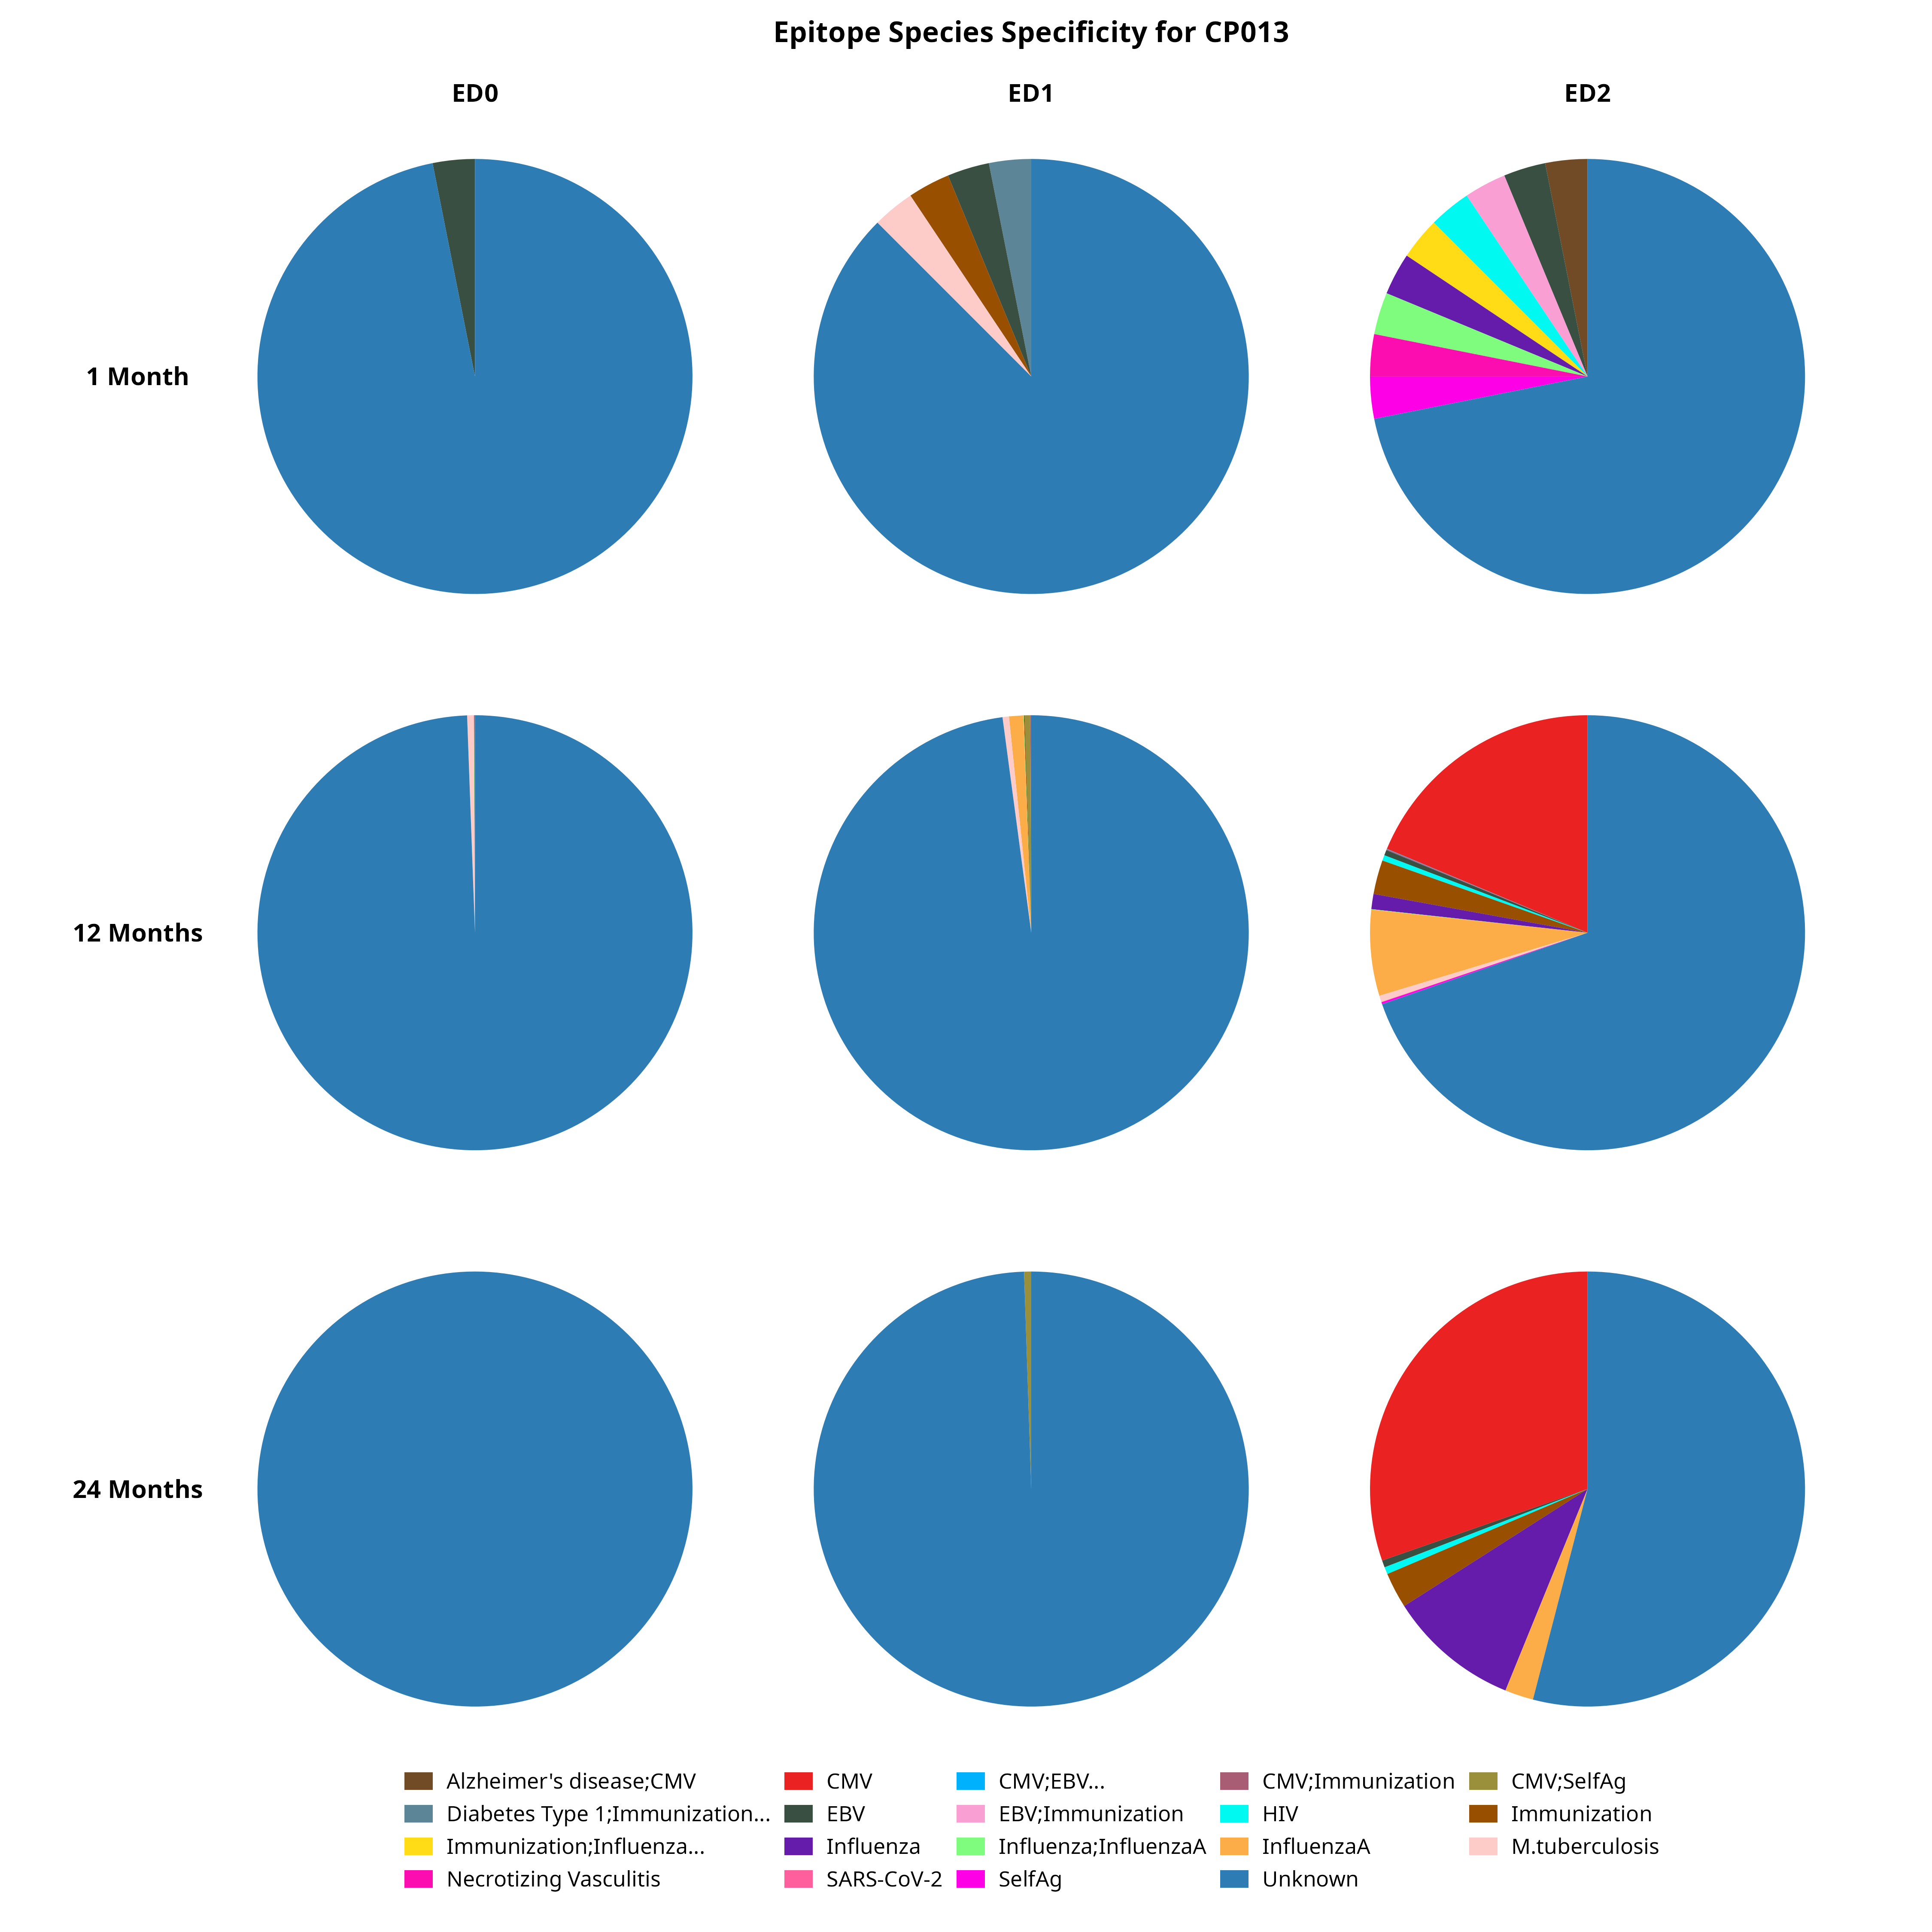 Epitope Species Specificity for CP013
ED0 ED1 ED2
1 Month
12 Months
24 Months
Alzheimer's disease;CMV CMV CMV;EBV... CMV;Immunization CMV;SelfAg
Diabetes Type 1;Immunization... EBV EBV;Immunization HIV Immunization
Immunization;Influenza... Influenza Influenza;InfluenzaA InfluenzaA M.tuberculosis
Necrotizing Vasculitis SARS-CoV-2 SelfAg Unknown